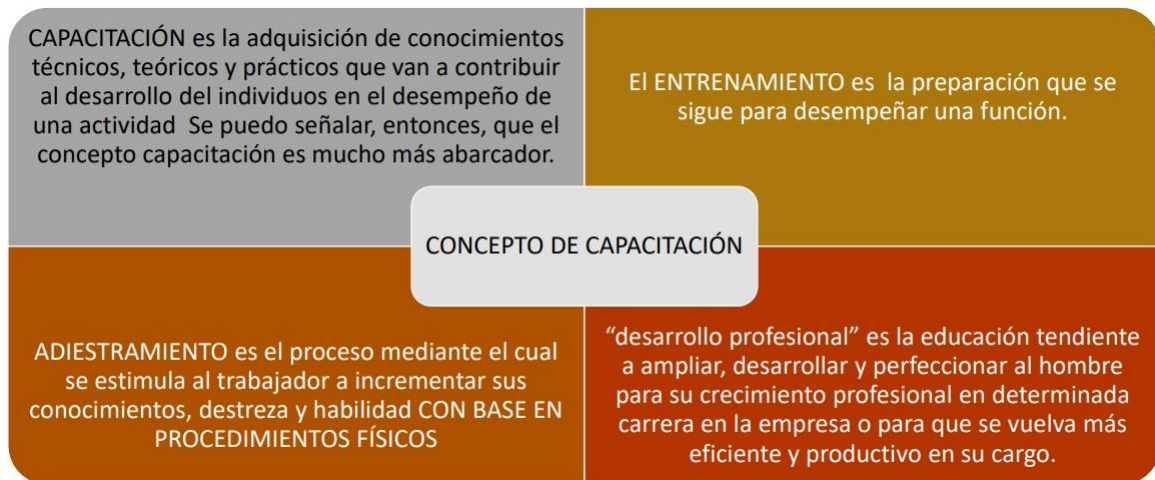 CAPACITACIÓN es la adquisición de conocimientos
técnicos, teóricos y prácticos que van a contribuir
al desarrollo del individuos en el desempeño de
una actividad  Se puedo señalar, entonces, que el
concepto capacitación es mucho más abarcador.
El ENTRENAMIENTO es  la preparación que se
sigue para desempeñar una función.
CONCEPTO DE CAPACITACIÓN
ADIESTRAMIENTO es el proceso mediante el cual
se estimula al trabajador a incrementar sus
conocimientos, destreza y habilidad CON BASE EN
PROCEDIMIENTOS FÍSICOS
“desarrollo profesional” es la educación tendiente
a ampliar, desarrollar y perfeccionar al hombre
para su crecimiento profesional en determinada
carrera en la empresa o para que se vuelva más
eficiente y productivo en su cargo.